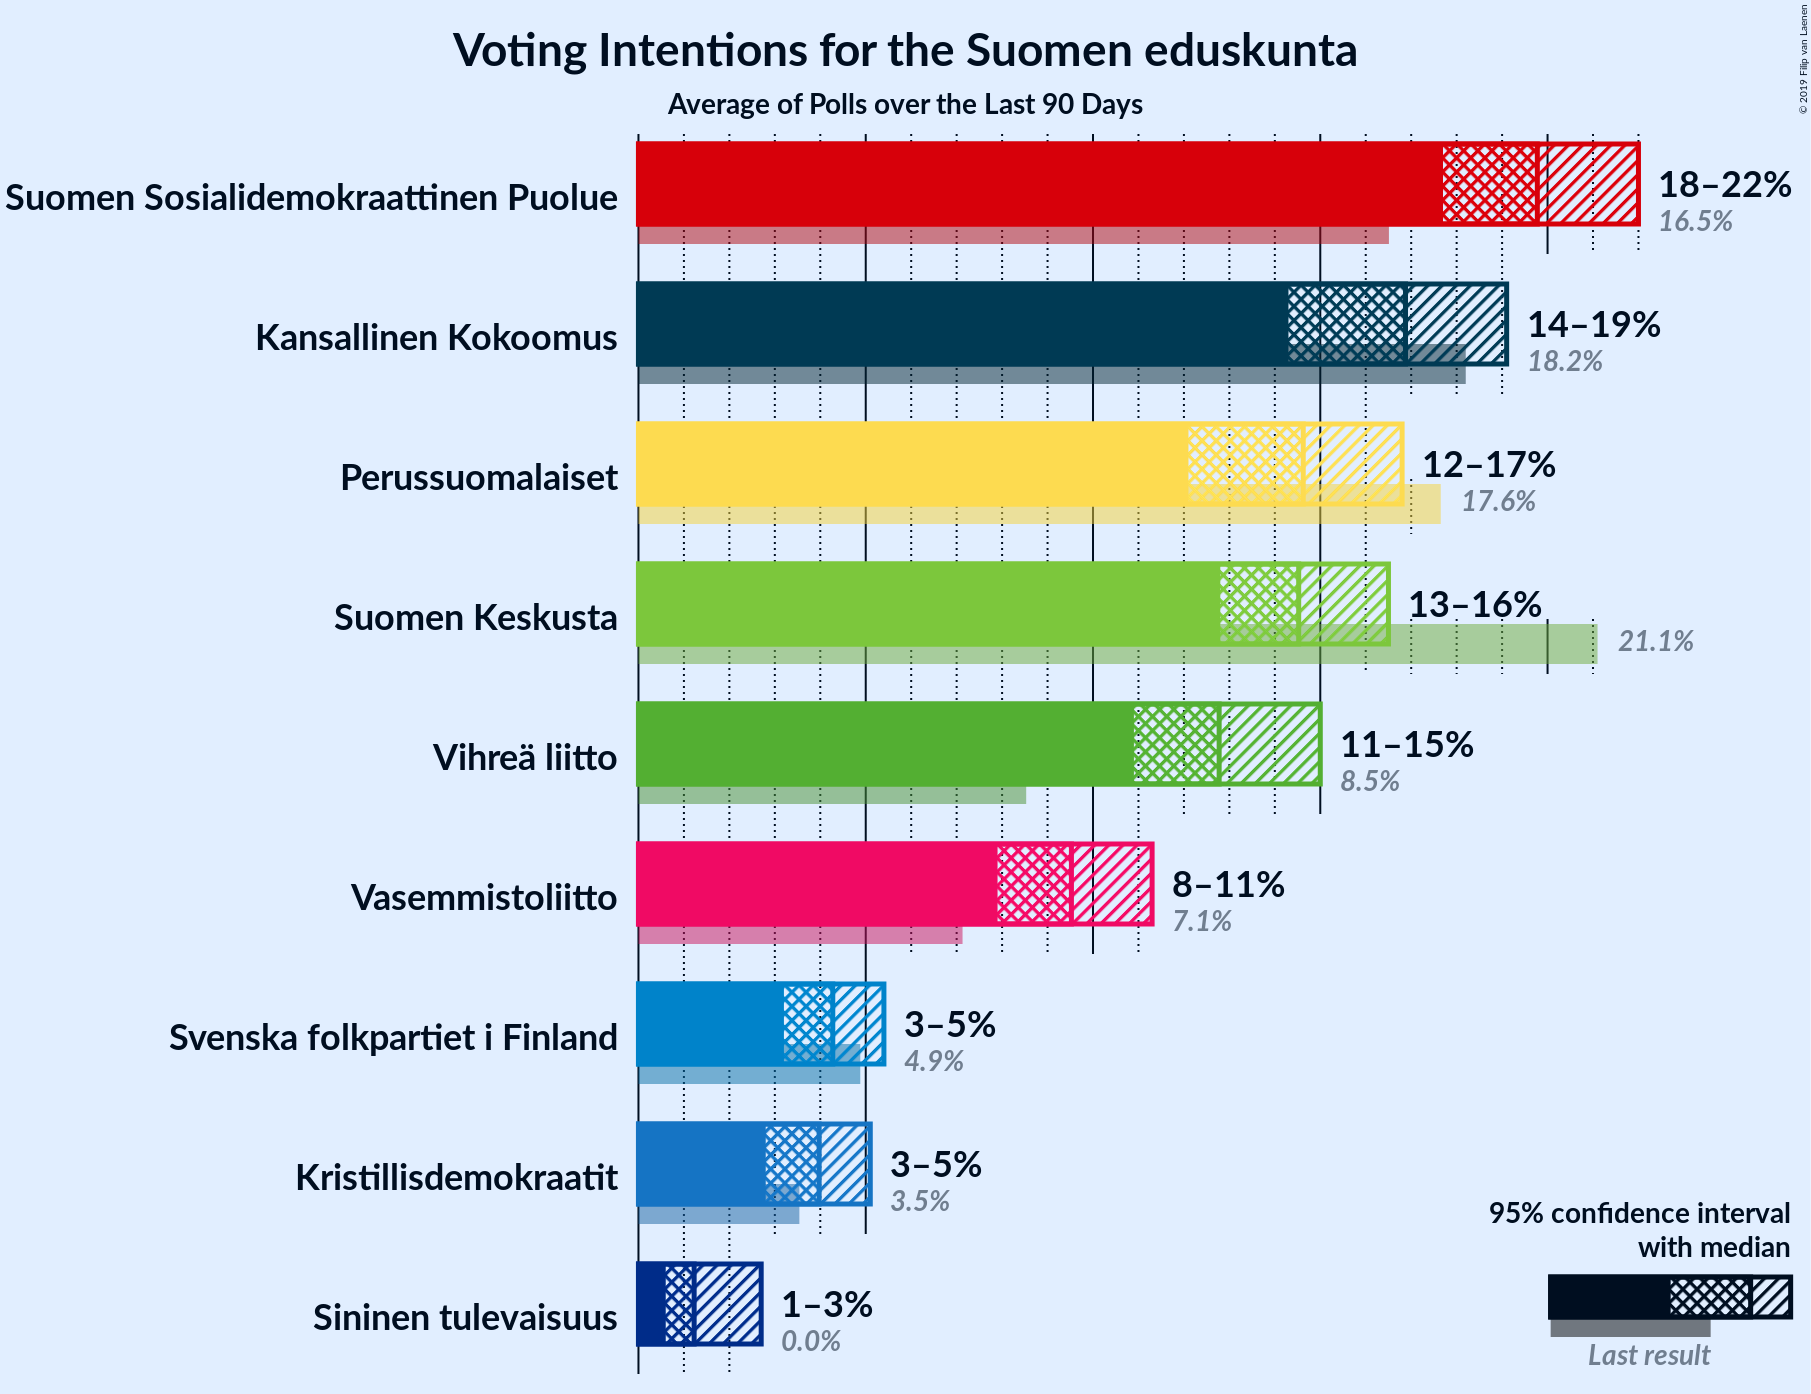 Voting Intentions for the Suomen eduskunta
Average of Polls over the Last 90 Days
© 2019 Filip van Laenen
Suomen Sosialidemokraattinen Puolue
18–22%
16.5%
Kansallinen Kokoomus
14–19%
18.2%
Perussuomalaiset
12–17%
17.6%
Suomen Keskusta
13–16%
21.1%
Vihreä liitto
11–15%
8.5%
Vasemmistoliitto
8–11%
7.1%
Svenska folkpartiet i Finland
3–5%
4.9%
Kristillisdemokraatit
3–5%
3.5%
Sininen tulevaisuus
1–3%
0.0%
95% confidence interval
with median
Last result